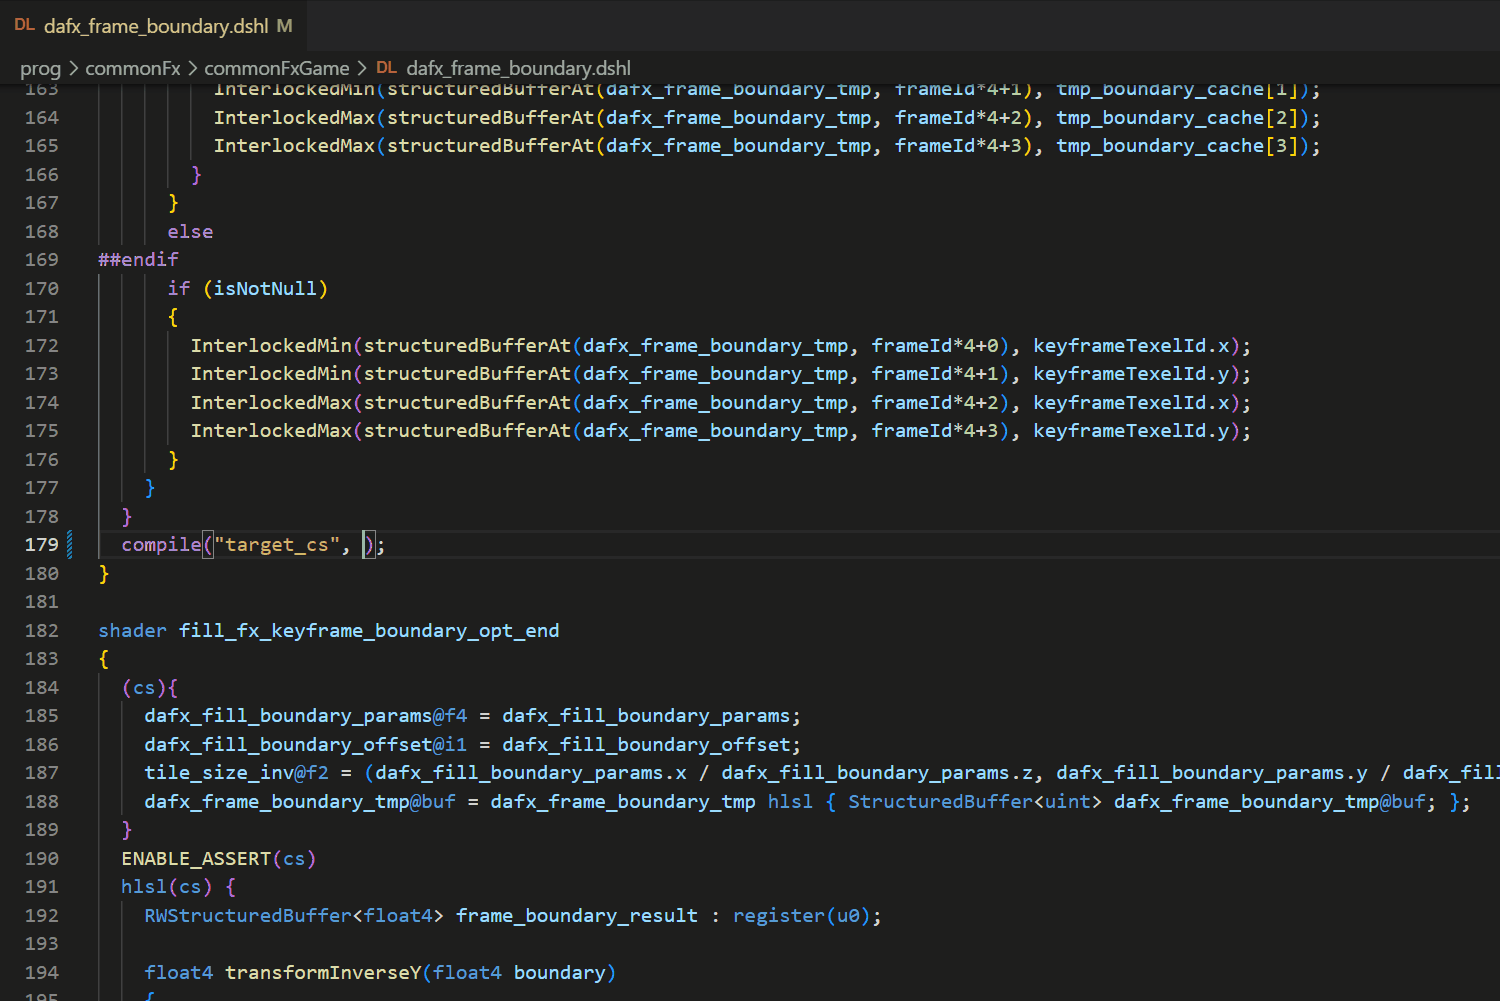 DL dafx_frame_boundary.dshl M
prog > commonFx > commonFxGame > DL dafx_frame_boundary.dshl
163 InterlockedMin(structuredBufferAt(dafx_frame_boundary_tmp, frameId*4+1), tmp_boundary_cache[1]);
164 InterlockedMax(structuredBufferAt(dafx_frame_boundary_tmp, frameId*4+2), tmp_boundary_cache[2]);
165 InterlockedMax(structuredBufferAt(dafx_frame_boundary_tmp, frameId*4+3), tmp_boundary_cache[3]);
166 }
167 }
168 else
169 ##endif
170 if (isNotNull)
171 {
172 InterlockedMin(structuredBufferAt(dafx_frame_boundary_tmp, frameId*4+0), keyframeTexelId.x);
173 InterlockedMin(structuredBufferAt(dafx_frame_boundary_tmp, frameId*4+1), keyframeTexelId.y);
174 InterlockedMax(structuredBufferAt(dafx_frame_boundary_tmp, frameId*4+2), keyframeTexelId.x);
175 InterlockedMax(structuredBufferAt(dafx_frame_boundary_tmp, frameId*4+3), keyframeTexelId.y);
176 }
177 }
178 }
179 compile("target_cs", );
180 }
181
182 shader fill_fx_keyframe_boundary_opt_end
183 {
184 (cs){
185 dafx_fill_boundary_params@f4 = dafx_fill_boundary_params;
186 dafx_fill_boundary_offset@i1 = dafx_fill_boundary_offset;
187 tile_size_inv@f2 = (dafx_fill_boundary_params.x / dafx_fill_boundary_params.z, dafx_fill_boundary_params.y / dafx_fill
188 dafx_frame_boundary_tmp@buf = dafx_frame_boundary_tmp hlsl { StructuredBuffer<uint> dafx_frame_boundary_tmp@buf; };
189 }
190 ENABLE_ASSERT(cs)
191 hlsl(cs) {
192 RWStructuredBuffer<float4> frame_boundary_result : register(u0);
193
194 float4 transformInverseY(float4 boundary)
195 {